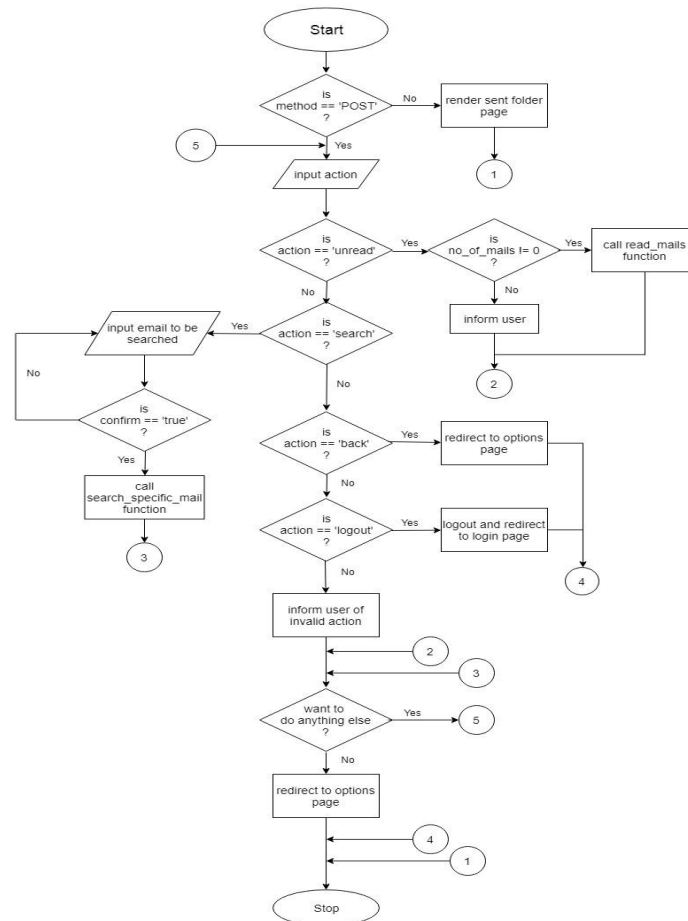 Start
is
method == 'POST'
?
No
render sent folder
page
5
Yes
1
input action
is
action == 'unread'
?
Yes
is
no_of_mails != 0
?
Yes
call read_mails
function
No
No
inform user
2
input email to be
searched
Yes
is
action == 'search'
?
No
No
is
confirm == 'true'
?
is
action == 'back'
?
Yes
redirect to options
page
Yes
No
call
search_specific_mail
function
is
action == 'logout'
?
Yes
logout and redirect
to login page
3
No
4
inform user of
invalid action
2
3
want to
do anything else
?
Yes
5
No
redirect to options
page
4
1
Stop